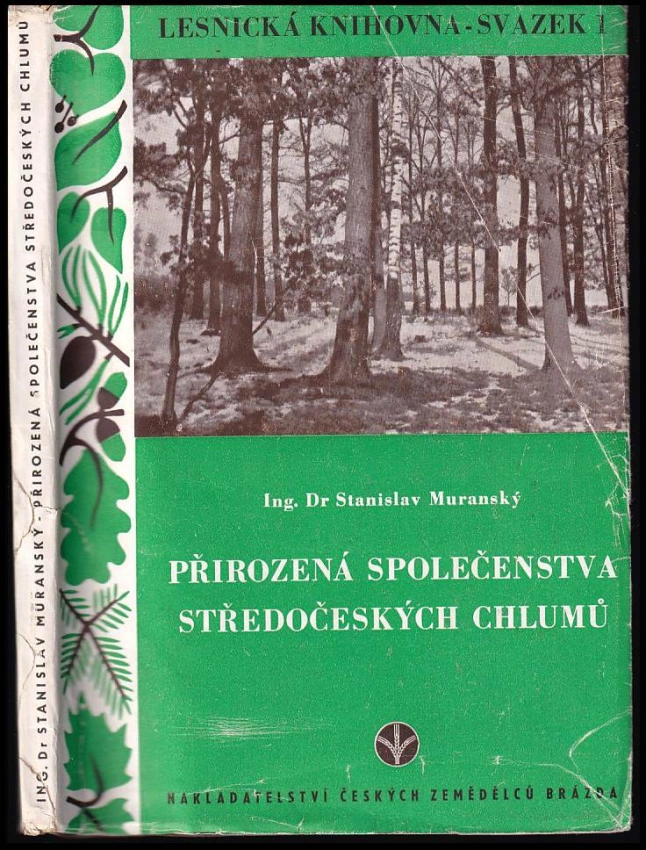 LESNICKÁ KNIHOVNA - SVAZEK 1
Ing. Dr Stanislav Muranský
PŘIROZENÁ SPOLEČENSTVA
STŘEDOČESKÝCH CHLUMŮ
NAKLADATELSTVÍ ČESKÝCH ZEMĚDĚLCŮ BRÁZDA
ING. Dr STANISLAV MURANSKÝ - PŘIROZENÁ SPOLEČENSTVA STŘEDOČESKÝCH CHLUMŮ